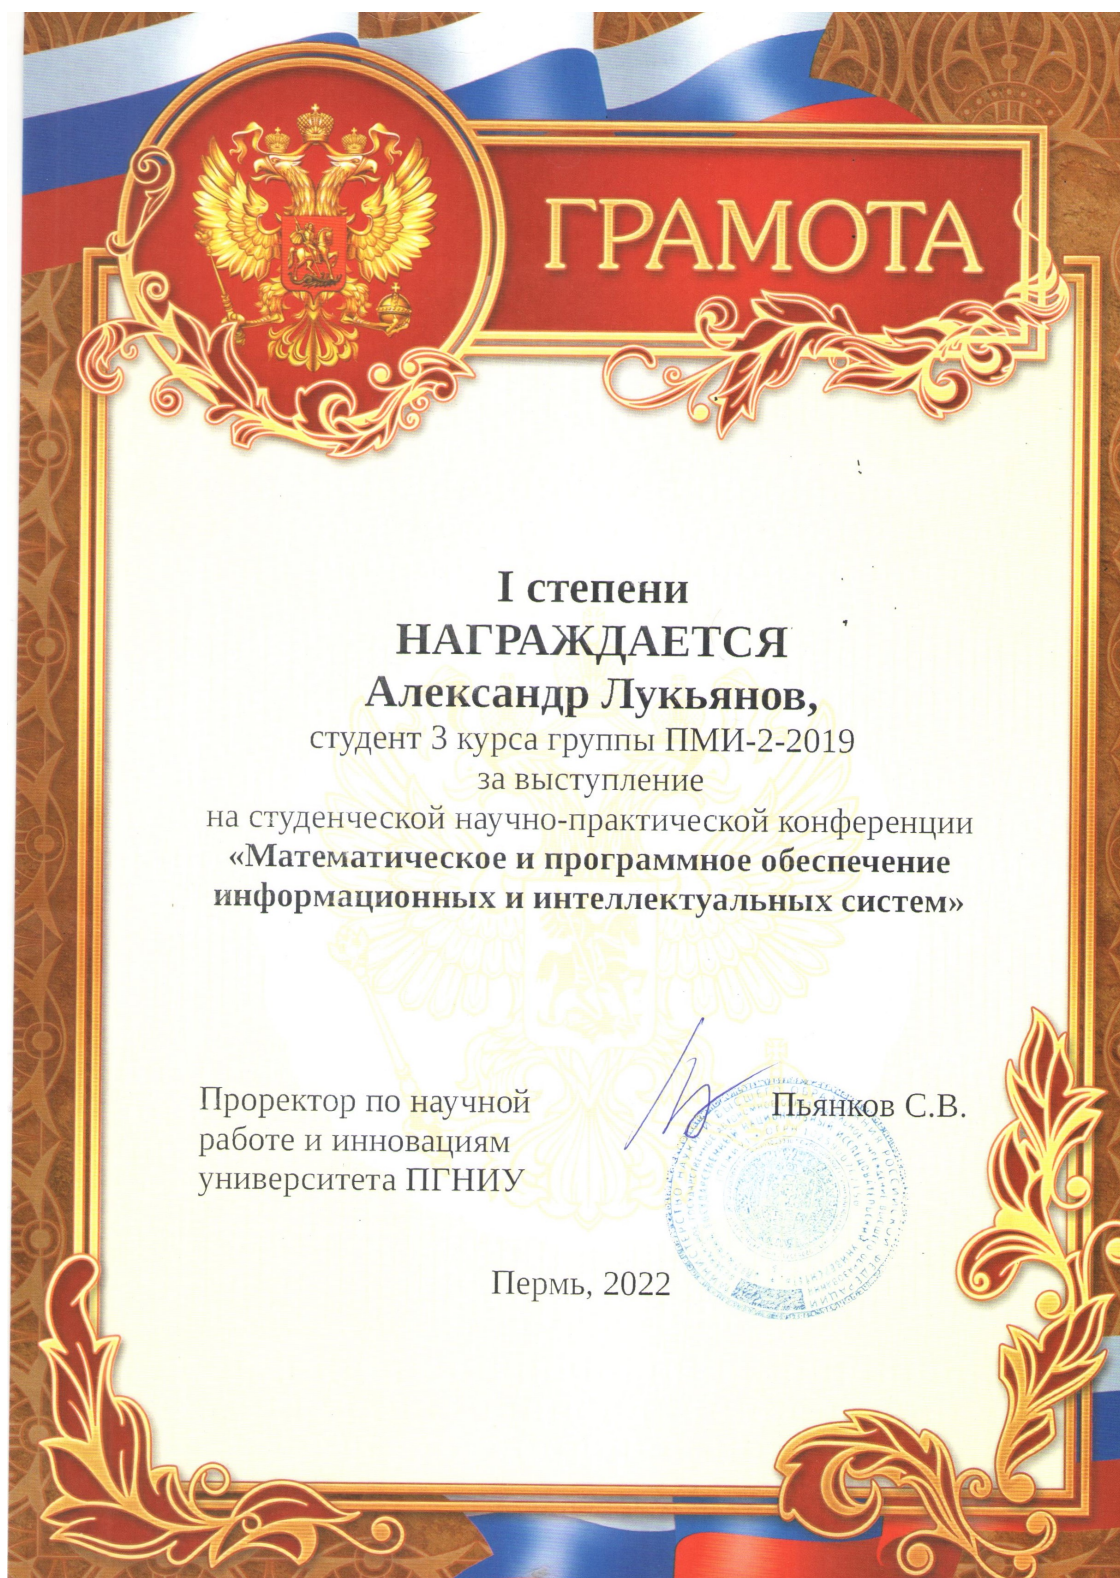 ГРАМОТА
I степени
НАГРАЖДАЕТСЯ
Александр Лукьянов,
студент 3 курса группы ПМИ-2-2019
за выступление
на студенческой научно-практической конференции
«Математическое и программное обеспечение
информационных и интеллектуальных систем»
Проректор по научной
работе и инновациям
университета ПГНИУ
Пьянков С.В.
Пермь, 2022